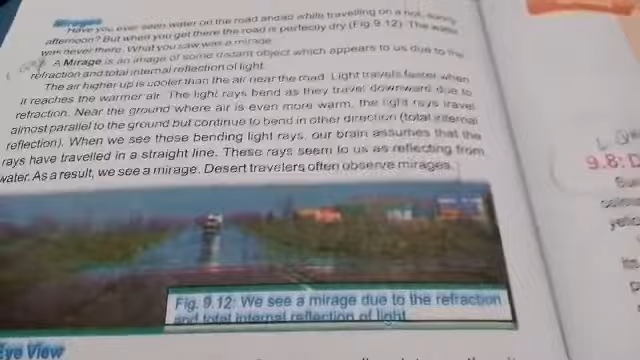 Mirages
Have you ever seen water on the road ahead while travelling on a hot, sunny
afternoon? But when you get there the road is perfectly dry (Fig.9.12). The water
was never there. What you saw was a mirage.
A Mirage is an image of some distant object which appears to us due to the
refraction and total internal reflection of light.
The air higher up is cooler than the air near the road. Light travels faster when
it reaches the warmer air. The light rays bend as they travel downward due to
refraction. Near the ground where air is even more warm, the light rays travel
almost parallel to the ground but continue to bend in other direction (total internal
reflection). When we see these bending light rays, our brain assumes that the
rays have travelled in a straight line. These rays seem to us as reflecting from
water. As a result, we see a mirage. Desert travelers often observe mirages.
Fig. 9.12: We see a mirage due to the refraction
and total internal reflection of light
Eye View
9.8: D